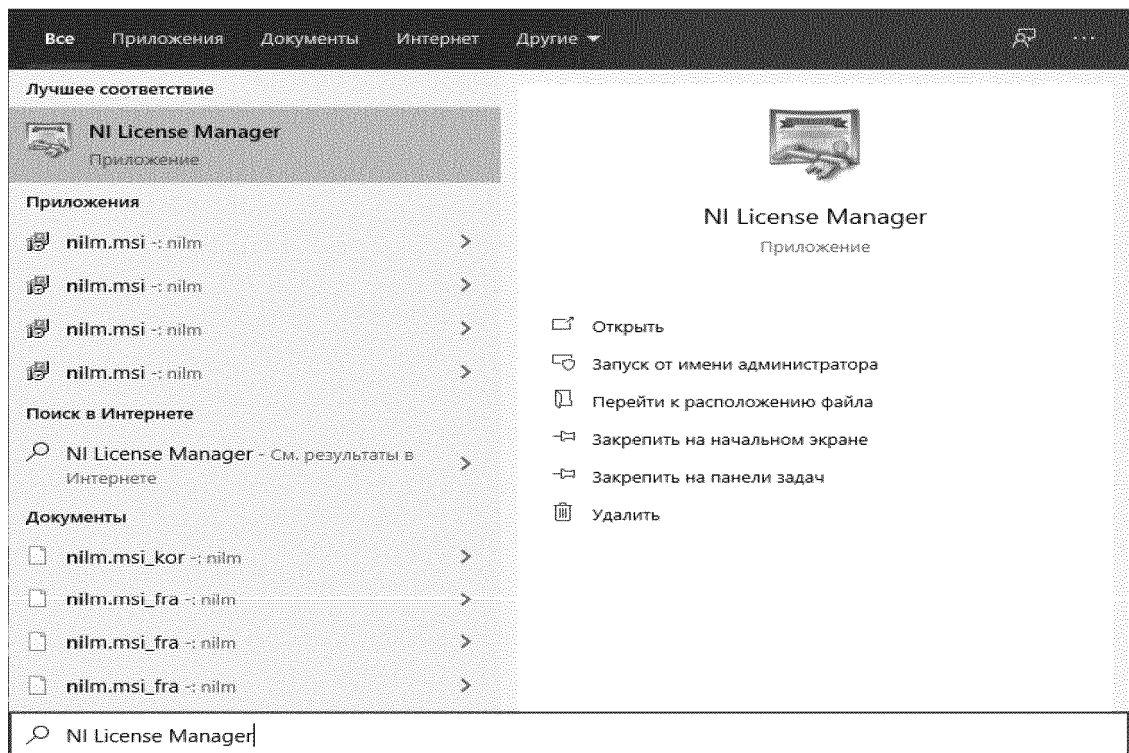 Все Приложения Документы Интернет Другие
Лучшее соответствие
NI License Manager
Приложение
Приложения
nilm.msi -: nilm
nilm.msi -: nilm
nilm.msi -: nilm
nilm.msi -: nilm
Поиск в Интернете
NI License Manager - См. результаты в
Интернете
Документы
nilm.msi_kor -: nilm
nilm.msi_fra -: nilm
nilm.msi_fra -: nilm
nilm.msi_fra -: nilm
NI License Manager
Приложение
Открыть
Запуск от имени администратора
Перейти к расположению файла
Закрепить на начальном экране
Закрепить на панели задач
Удалить
NI License Manager